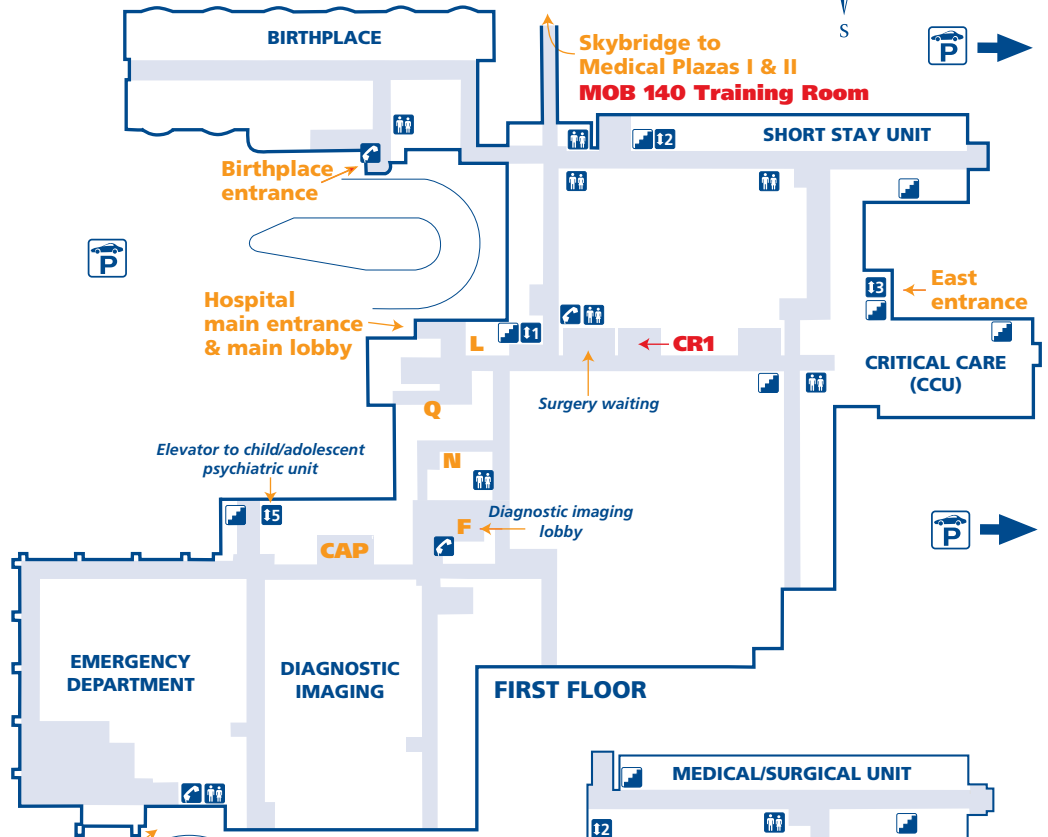 S
BIRTHPLACE
Skybridge to
Medical Plazas I & II
MOB 140 Training Room
P
SHORT STAY UNIT
2
Birthplace
entrance
P
East
entrance
3
Hospital
main entrance
& main lobby
L
1
CR1
CRITICAL CARE
(CCU)
Surgery waiting
Q
Elevator to child/adolescent
psychiatric unit
N
5
Diagnostic imaging
lobby
F
P
CAP
EMERGENCY
DEPARTMENT
DIAGNOSTIC
IMAGING
FIRST FLOOR
MEDICAL/SURGICAL UNIT
2